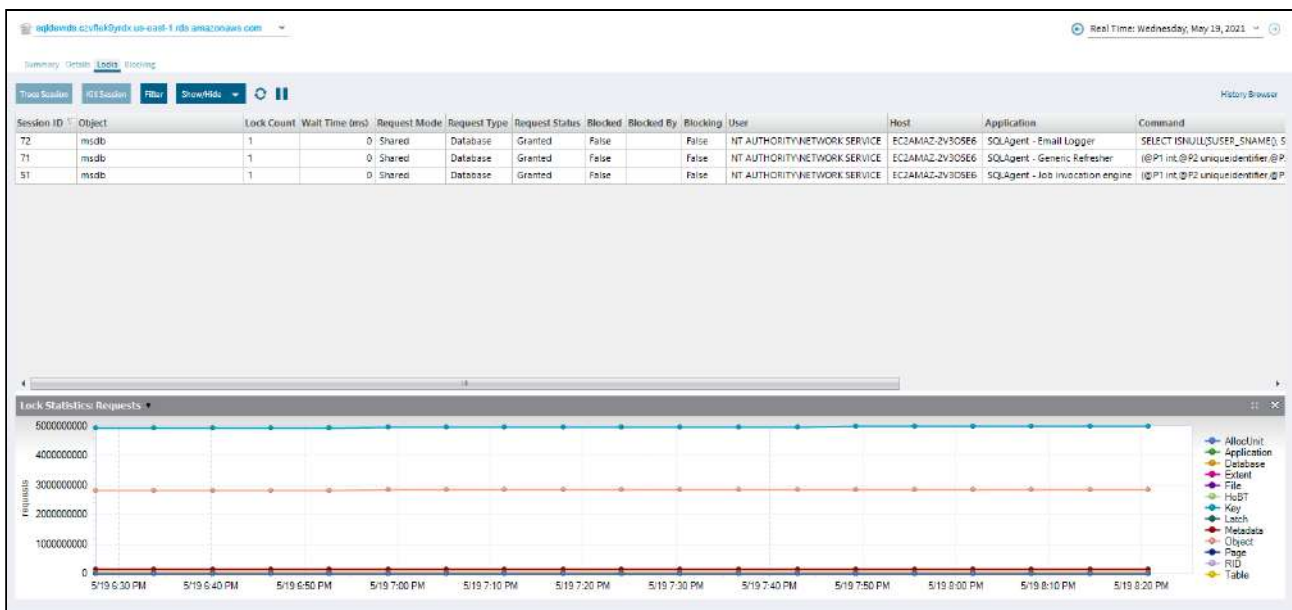 Real Time: Wednesday, May 19, 2021
Summary Details Locks Blocking
Trace Session Kill Session Filter Show/Hide History Browser
Session ID Object Lock Count Wait Time (ms) Request Mode Request Type Request Status Blocked Blocked By Blocking User Host Application Command
72 msdb 1 0 Shared Database Granted False False NT AUTHORITY\NETWORK SERVICE EC2AMAZ-2V3O5E6 SQLAgent - Email Logger SELECT ISNULL(SUSER_SNAME(), S
71 msdb 1 0 Shared Database Granted False False NT AUTHORITY\NETWORK SERVICE EC2AMAZ-2V3O5E6 SQLAgent - Generic Refresher (@P1 int,@P2 uniqueidentifier,@P
51 msdb 1 0 Shared Database Granted False False NT AUTHORITY\NETWORK SERVICE EC2AMAZ-2V3O5E6 SQLAgent - Job invocation engine (@P1 int,@P2 uniqueidentifier,@P
Lock Statistics: Requests
requests
5000000000
4000000000
3000000000
2000000000
1000000000
0
5/19 6:30 PM 5/19 6:40 PM 5/19 6:50 PM 5/19 7:00 PM 5/19 7:10 PM 5/19 7:20 PM 5/19 7:30 PM 5/19 7:40 PM 5/19 7:50 PM 5/19 8:00 PM 5/19 8:10 PM 5/19 8:20 PM
AllocUnit
Application
Database
Extent
File
HoBT
Key
Latch
Metadata
Object
Page
RID
Table